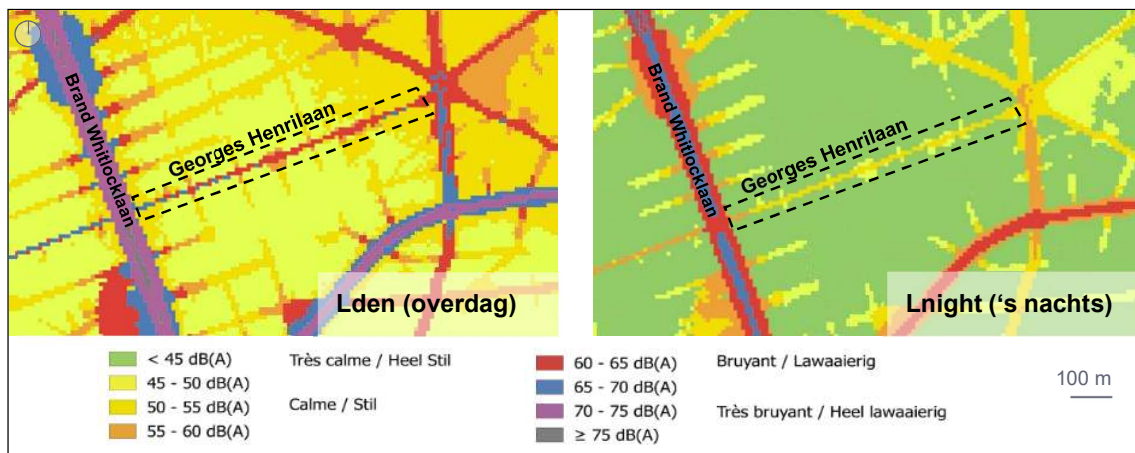 Brand Whitlocklaan
Georges Henrilaan
Lden (overdag)
Brand Whitlocklaan
Georges Henrilaan
Lnight (‘s nachts)
< 45 dB(A) Très calme / Heel Stil
45 - 50 dB(A)
50 - 55 dB(A) Calme / Stil
55 - 60 dB(A)
60 - 65 dB(A) Bruyant / Lawaaierig
65 - 70 dB(A)
70 - 75 dB(A) Très bruyant / Heel lawaaierig
≥ 75 dB(A)
100 m